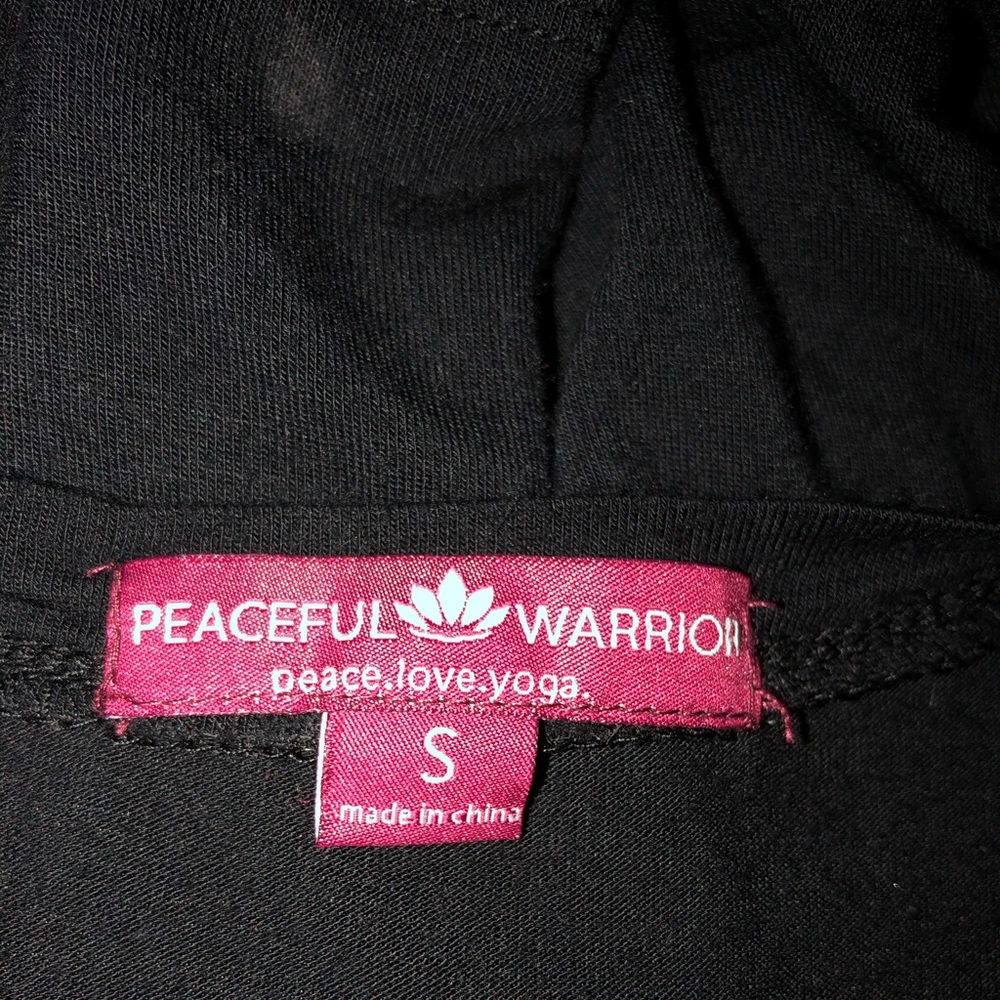 PEACEFUL WARRIOR
peace.love.yoga.
S
made in china